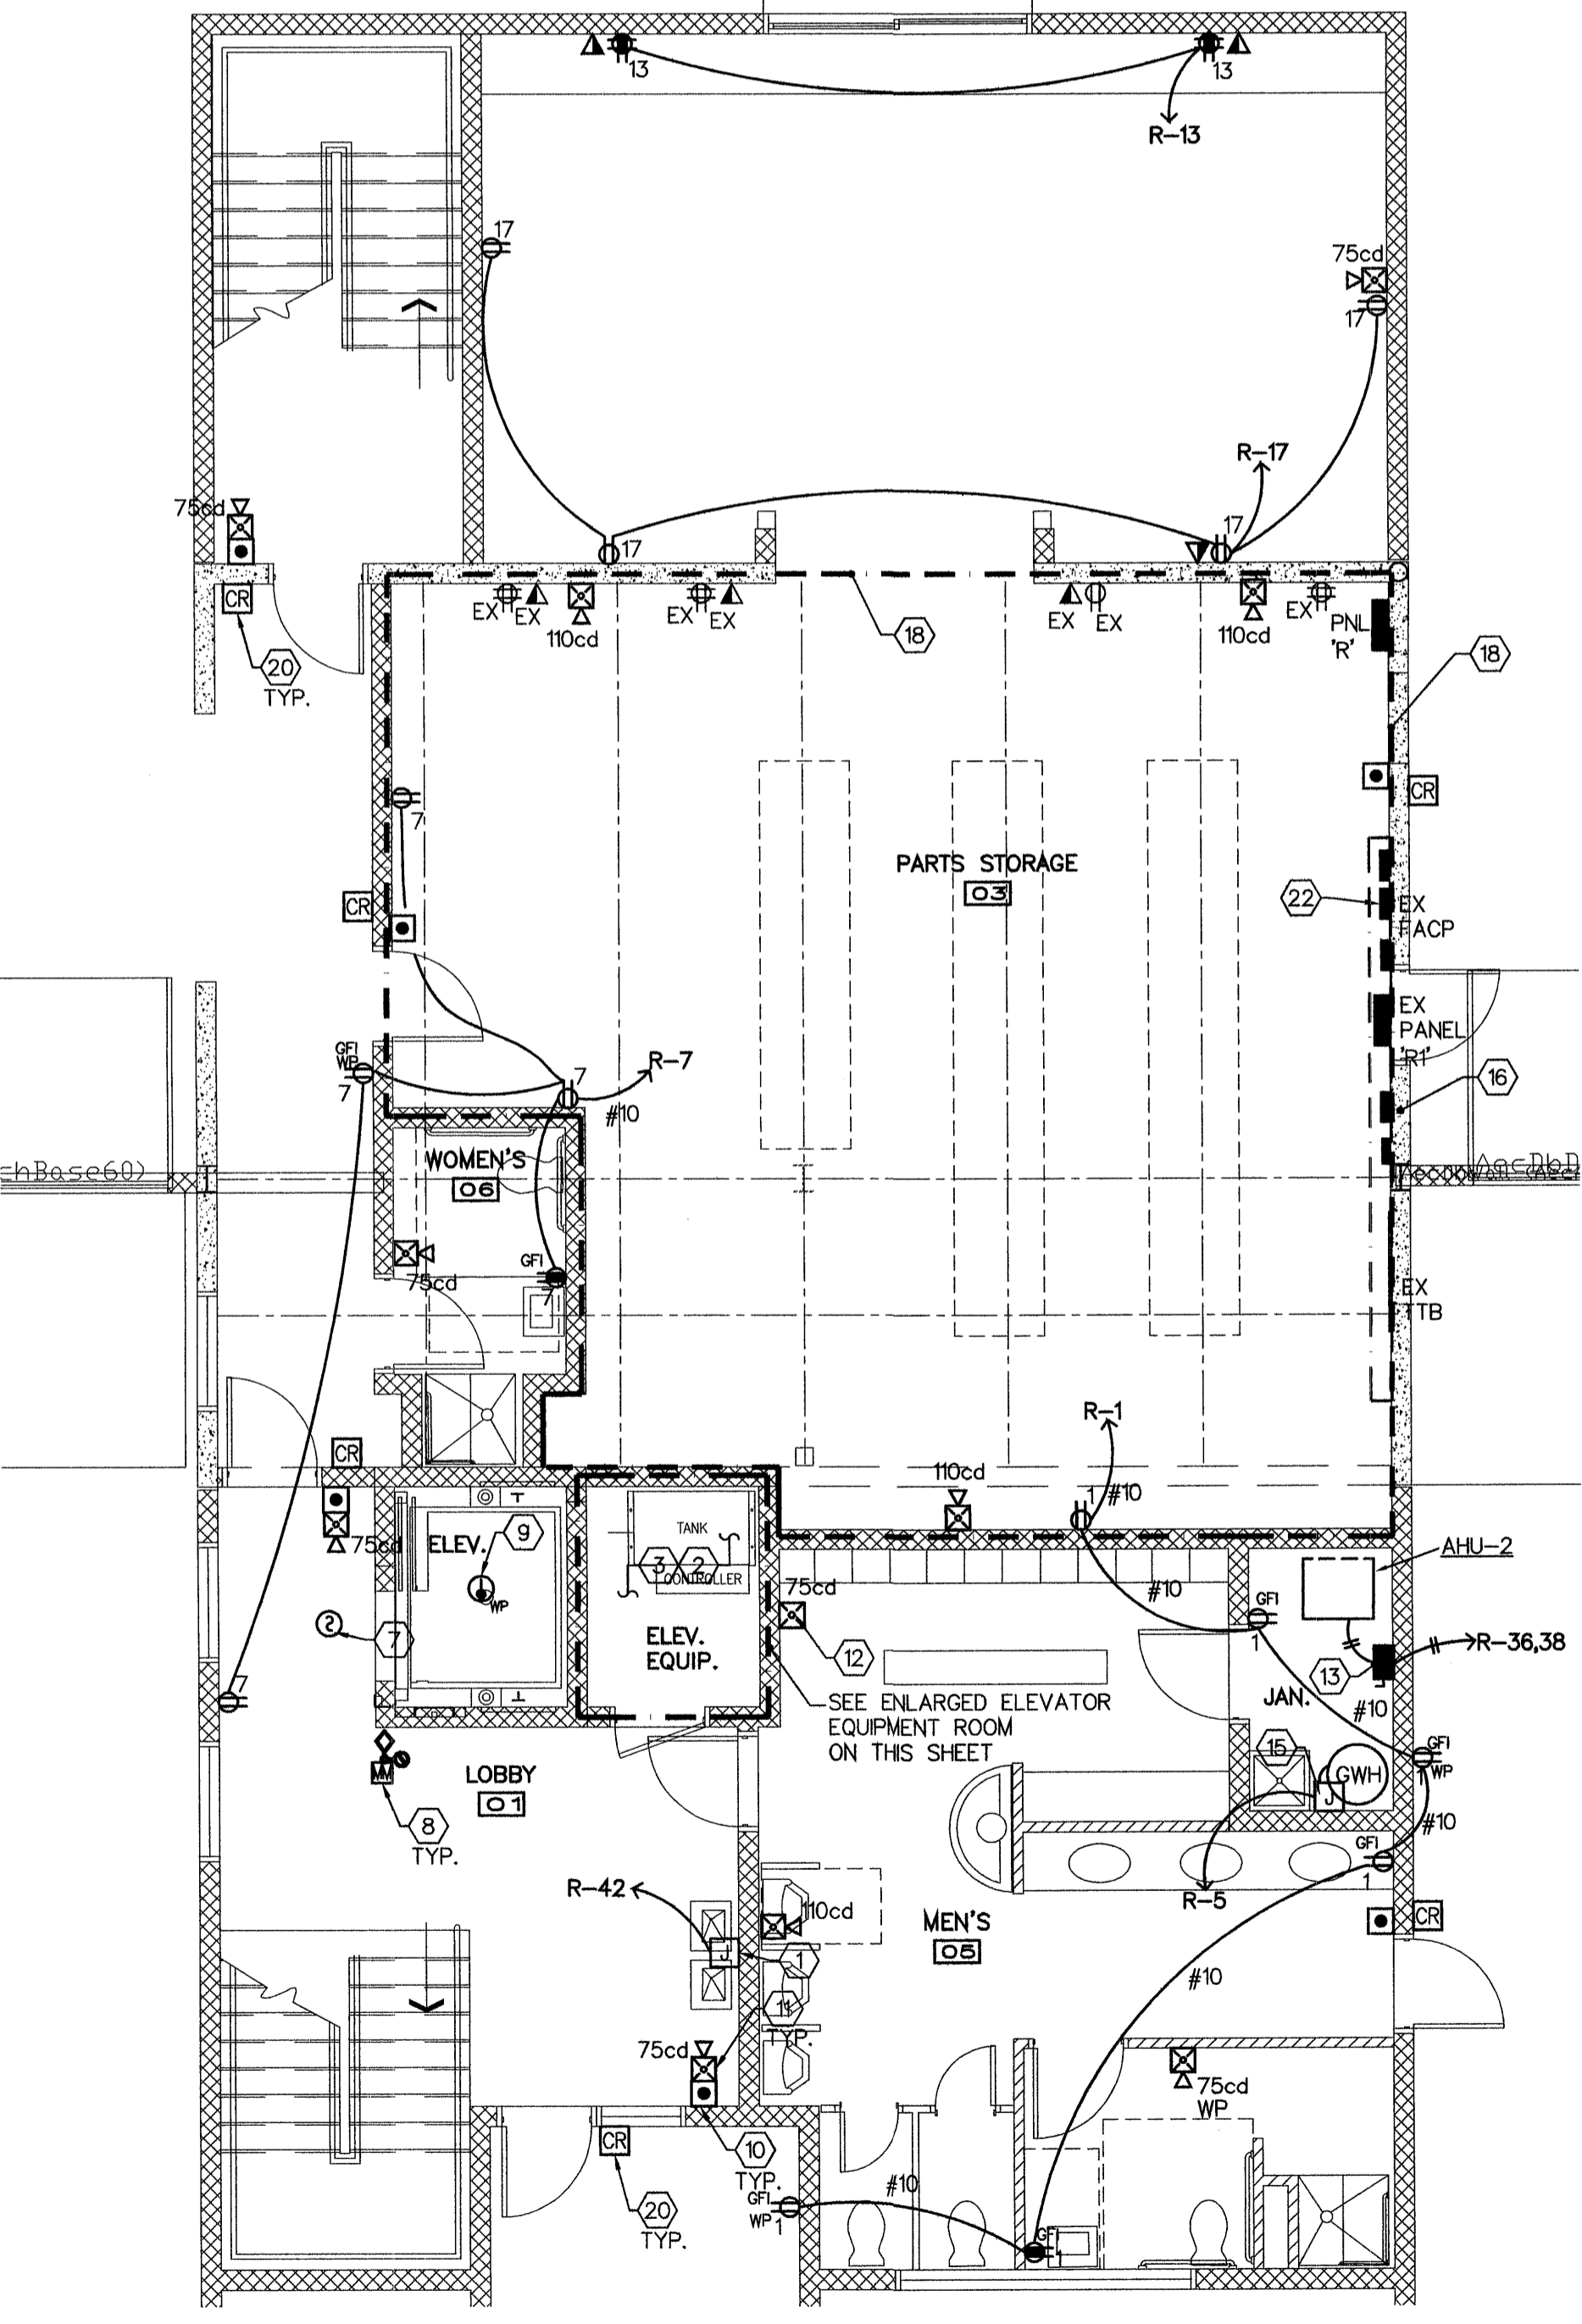 13
13
R-13
17
75cd
17
R-17
75cd
17
17
CR
EX
EX
110cd
EX
EX
EX
EX
110cd
EX
PNL
'R'
18
18
20
TYP.
7
CR
PARTS STORAGE
03
CR
22
EX
FACP
EX
PANEL
'R1'
GFI
WP
7
7
R-7
#10
16
chBase60)
WOMEN'S
06
75cd
GFI
7
EX
TTB
R-1
CR
110cd
1
#10
75cd
ELEV.
9
WP
TANK
3
2
CONTROLLER
AHU-2
#10
75cd
GFI
1
2
7
ELEV.
EQUIP.
12
R-36,38
13
JAN.
#10
7
SEE ENLARGED ELEVATOR
EQUIPMENT ROOM
ON THIS SHEET
15
GFI
1
WP
MM
LOBBY
01
GWH
J
8
TYP.
#10
GFI
1
R-42
R-5
110cd
MEN'S
05
CR
J
1
#10
11
TYP.
75cd
75cd
WP
CR
10
TYP.
20
TYP.
GFI
WP
1
#10
GFI
1